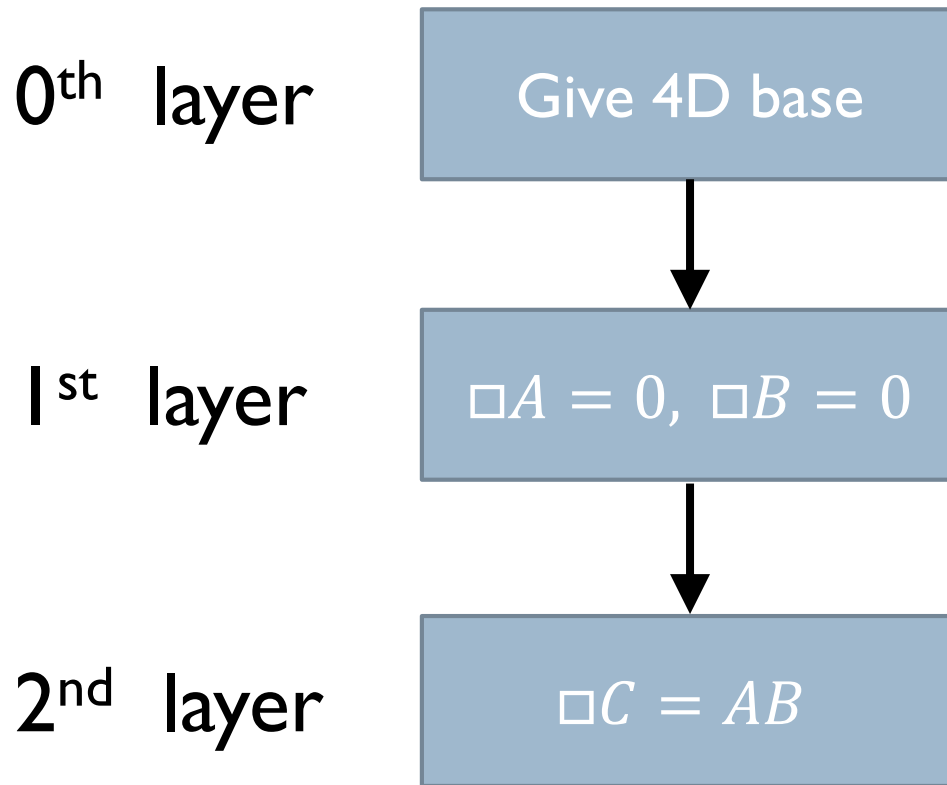 0th layer
Give 4D base
1st layer
□A = 0, □B = 0
2nd layer
□C = AB